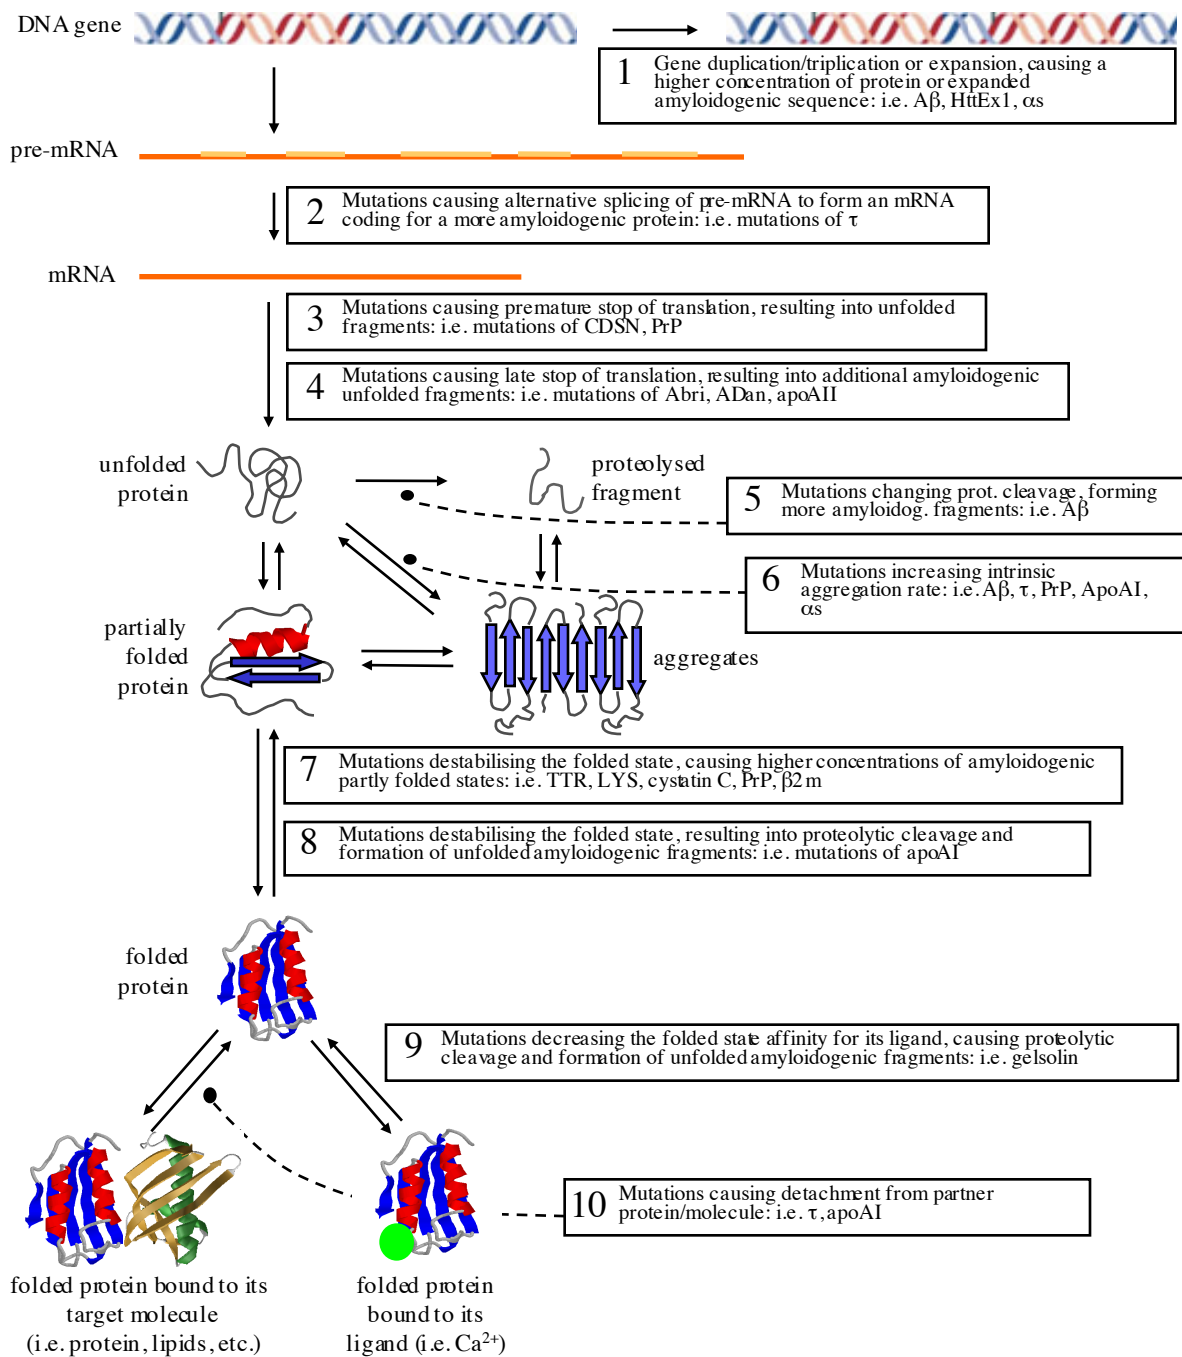 DNA gene
1
Gene duplication/triplication or expansion, causing a
higher concentration of protein or expanded
amyloidogenic sequence: i.e. Aβ, HttEx1, αs
pre-mRNA
2
Mutations causing alternative splicing of pre-mRNA to form an mRNA
coding for a more amyloidogenic protein: i.e. mutations of τ
mRNA
3
Mutations causing premature stop of translation, resulting into unfolded
fragments: i.e. mutations of CDSN, PrP
4
Mutations causing late stop of translation, resulting into additional amyloidogenic
unfolded fragments: i.e. mutations of Abri, ADan, apoAII
unfolded
protein
proteolysed
fragment
5
Mutations changing prot. cleavage, forming
more amyloidog. fragments: i.e. Aβ
6
Mutations increasing intrinsic
aggregation rate: i.e. Aβ, τ, PrP, ApoAI,
αs
partially
folded
protein
aggregates
7
Mutations destabilising the folded state, causing higher concentrations of amyloidogenic
partly folded states: i.e. TTR, LYS, cystatin C, PrP, β2m
8
Mutations destabilising the folded state, resulting into proteolytic cleavage and
formation of unfolded amyloidogenic fragments: i.e. mutations of apoAI
folded
protein
9
Mutations decreasing the folded state affinity for its ligand, causing proteolytic
cleavage and formation of unfolded amyloidogenic fragments: i.e. gelsolin
10
Mutations causing detachment from partner
protein/molecule: i.e. τ, apoAI
folded protein bound to its
target molecule
(i.e. protein, lipids, etc.)
folded protein
bound to its
ligand (i.e. Ca²⁺)